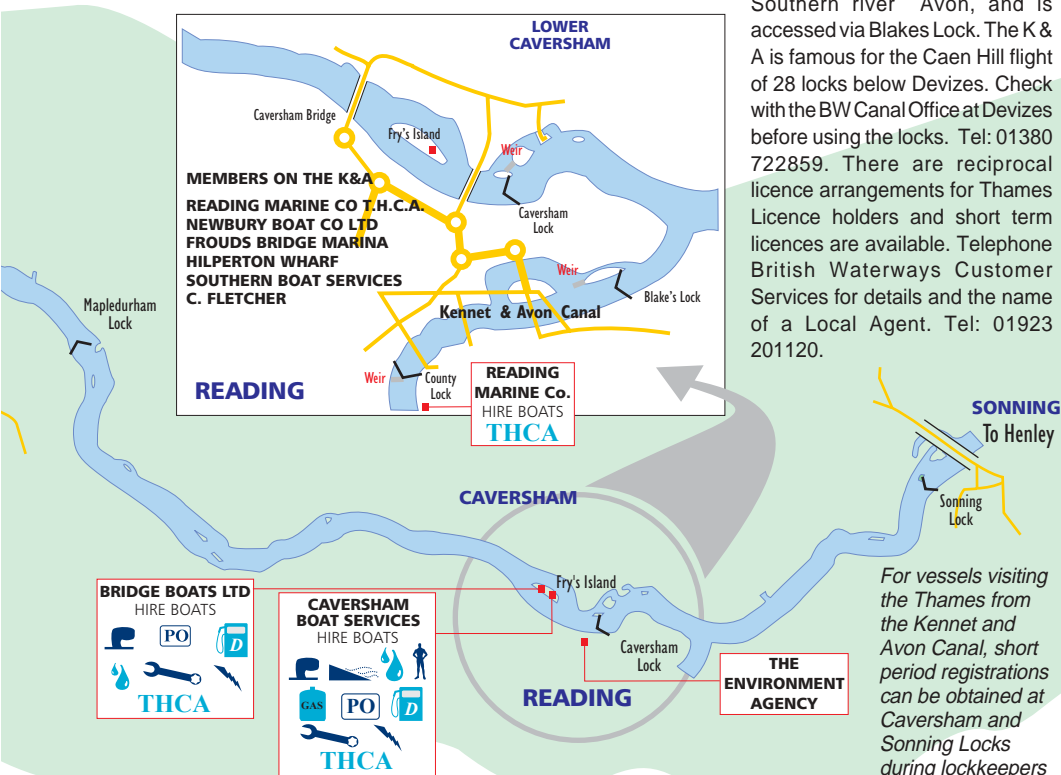 LOWER
CAVERSHAM
Caversham Bridge
Fry's Island
Weir
MEMBERS ON THE K&A
READING MARINE CO T.H.C.A.
NEWBURY BOAT CO LTD
FROUDS BRIDGE MARINA
HILPERTON WHARF
SOUTHERN BOAT SERVICES
C. FLETCHER
Caversham
Lock
Weir
Blake's Lock
Kennet & Avon Canal
Weir
County
Lock
READING
READING
MARINE Co.
HIRE BOATS
THCA
Southern river Avon, and is
accessed via Blakes Lock. The K &
A is famous for the Caen Hill flight
of 28 locks below Devizes. Check
with the BW Canal Office at Devizes
before using the locks. Tel: 01380
722859. There are reciprocal
licence arrangements for Thames
Licence holders and short term
licences are available. Telephone
British Waterways Customer
Services for details and the name
of a Local Agent. Tel: 01923
201120.
Mapledurham
Lock
SONNING
To Henley
Sonning
Lock
CAVERSHAM
Fry's Island
Caversham
Lock
READING
BRIDGE BOATS LTD
HIRE BOATS
PO
D
THCA
CAVERSHAM
BOAT SERVICES
HIRE BOATS
GAS
PO
D
THCA
THE
ENVIRONMENT
AGENCY
For vessels visiting
the Thames from
the Kennet and
Avon Canal, short
period registrations
can be obtained at
Caversham and
Sonning Locks
during lockkeepers